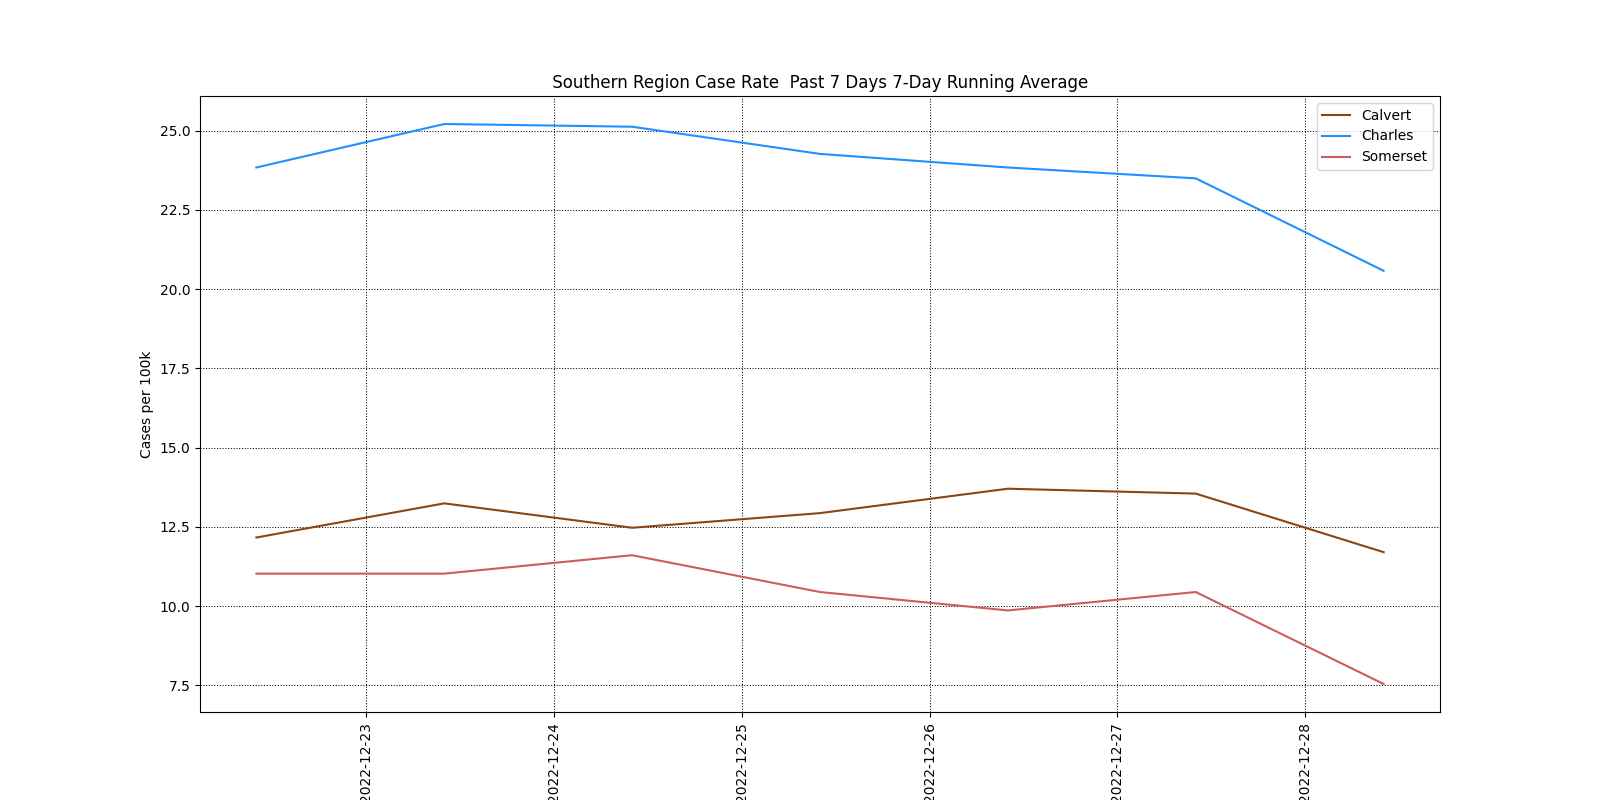 Southern Region Case Rate  Past 7 Days 7-Day Running Average
Calvert
Charles
Somerset
Cases per 100k
25.0
22.5
20.0
17.5
15.0
12.5
10.0
7.5
2022-12-23
2022-12-24
2022-12-25
2022-12-26
2022-12-27
2022-12-28